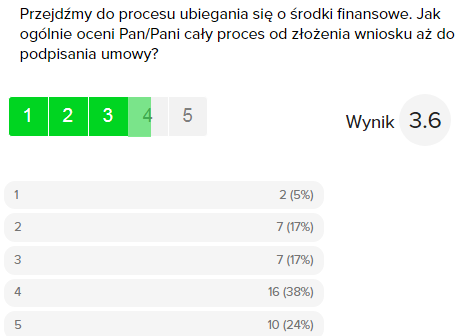 Przejdźmy do procesu ubiegania się o środki finansowe. Jak
ogólnie oceni Pan/Pani cały proces od złożenia wniosku aż do
podpisania umowy?
1 2 3 4 5
Wynik 3.6
1 2 (5%)
2 7 (17%)
3 7 (17%)
4 16 (38%)
5 10 (24%)